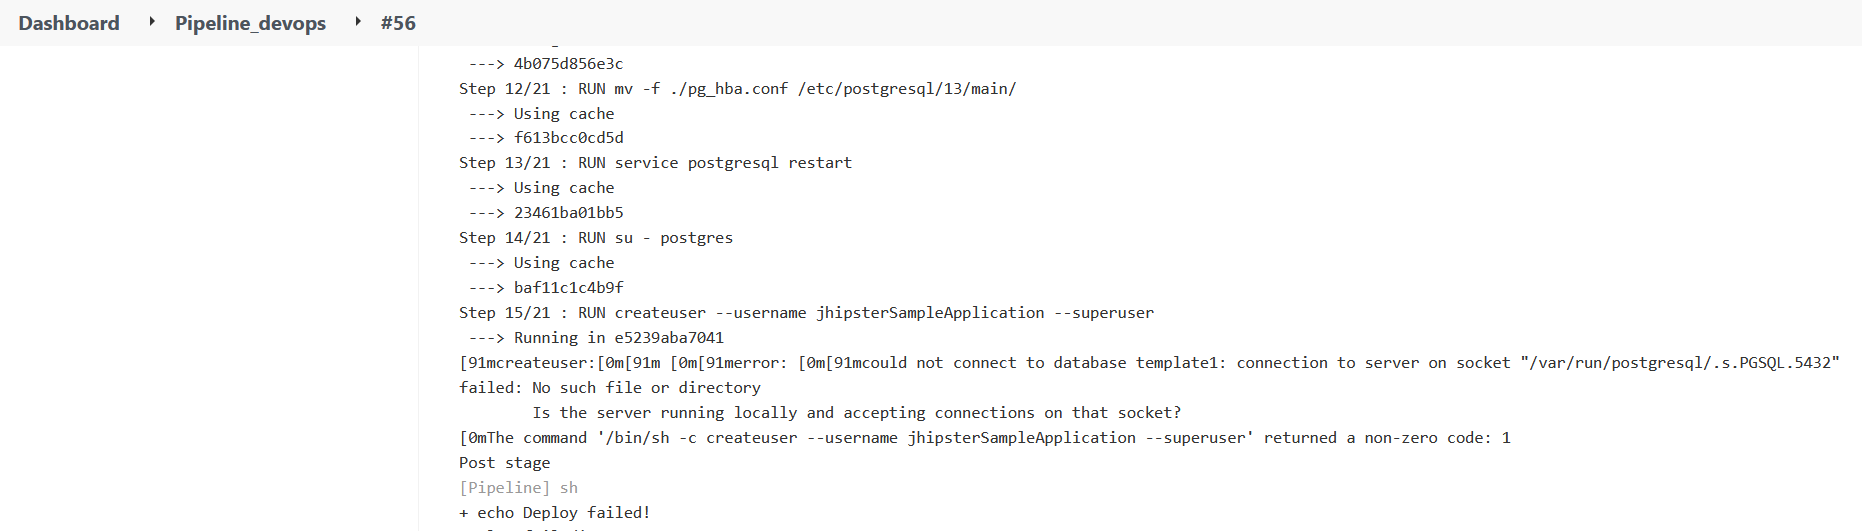 Dashboard Pipeline_devops #56
---> 4b075d856e3c
Step 12/21 : RUN mv -f ./pg_hba.conf /etc/postgresql/13/main/
---> Using cache
---> f613bcc0cd5d
Step 13/21 : RUN service postgresql restart
---> Using cache
---> 23461ba01bb5
Step 14/21 : RUN su - postgres
---> Using cache
---> baf11c1c4b9f
Step 15/21 : RUN createuser --username jhipsterSampleApplication --superuser
---> Running in e5239aba7041
[91mcreateuser:[0m[91m [0m[91merror: [0m[91mcould not connect to database template1: connection to server on socket "/var/run/postgresql/.s.PGSQL.5432"
failed: No such file or directory
Is the server running locally and accepting connections on that socket?
[0mThe command '/bin/sh -c createuser --username jhipsterSampleApplication --superuser' returned a non-zero code: 1
Post stage
[Pipeline] sh
+ echo Deploy failed!